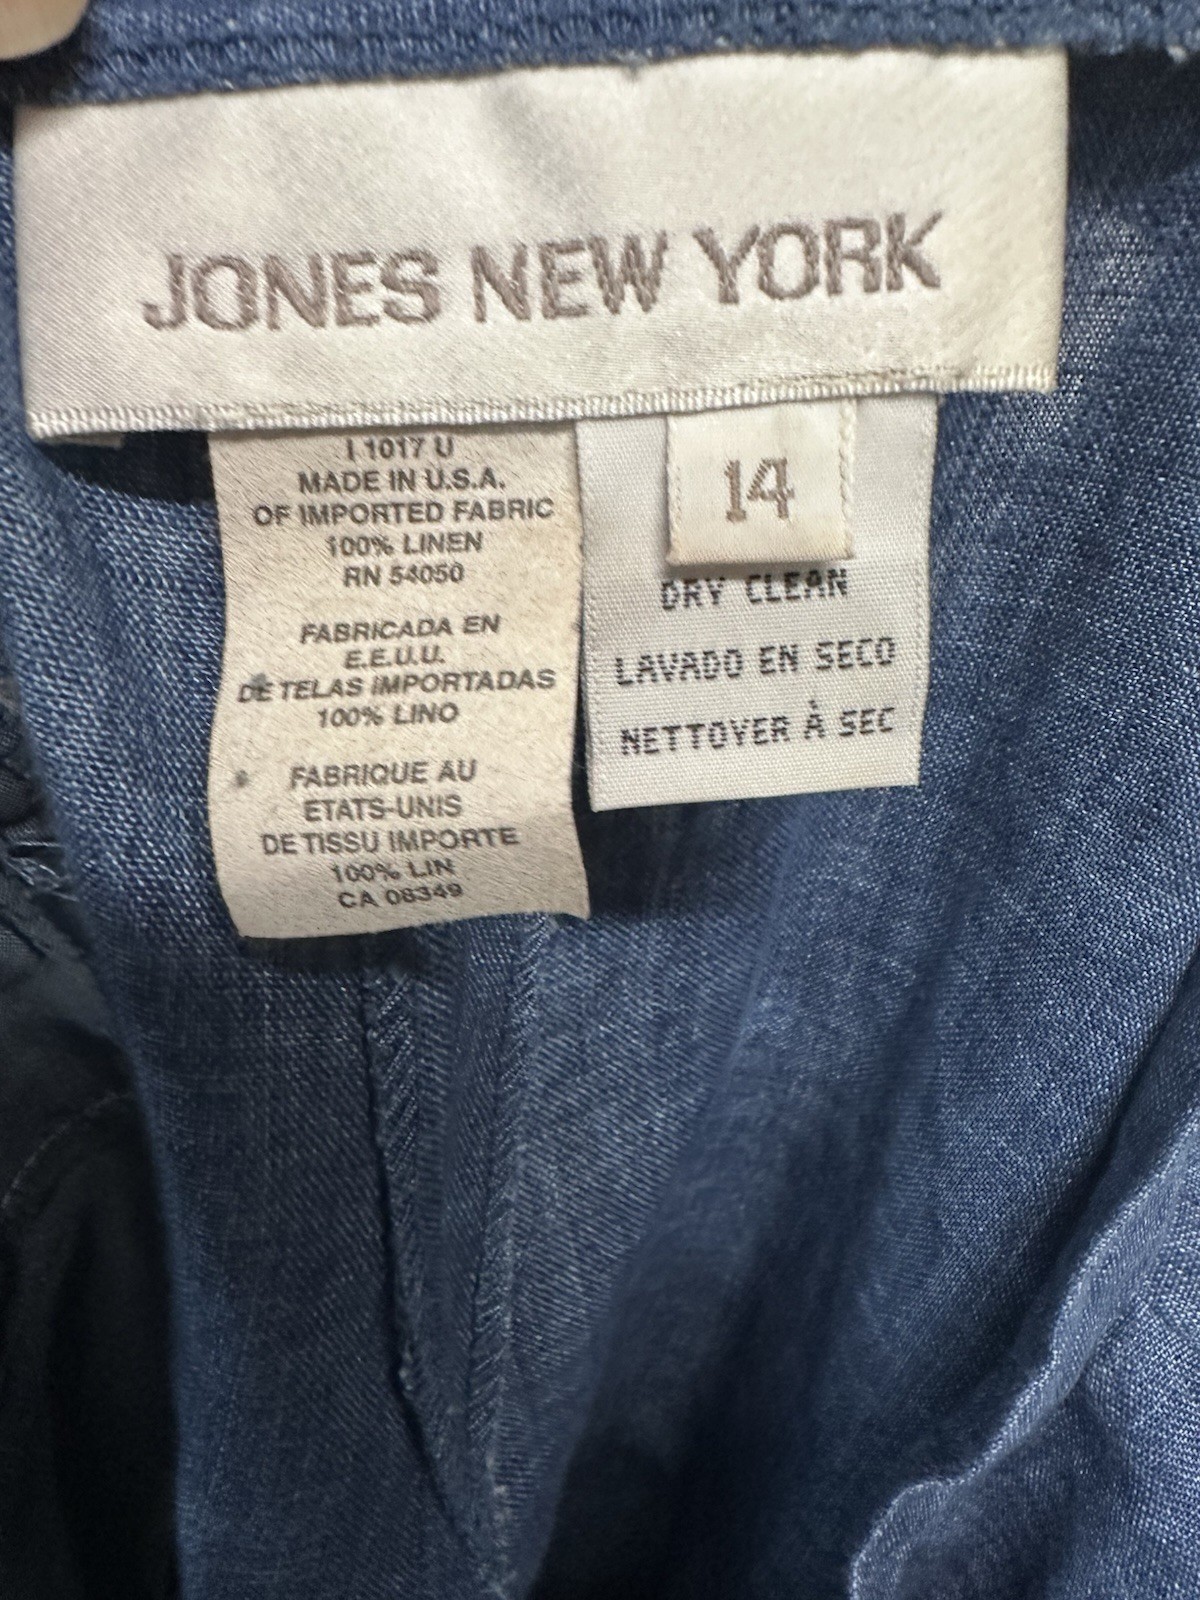 JONES NEW YORK
I 1017 U
MADE IN U.S.A.
OF IMPORTED FABRIC
100% LINEN
RN 54050
FABRICADA EN
E.E.U.U.
DE TELAS IMPORTADAS
100% LINO
FABRIQUE AU
ETATS-UNIS
DE TISSU IMPORTE
100% LIN
CA 08349
14
DRY CLEAN
LAVADO EN SECO
NETTOYER À SEC